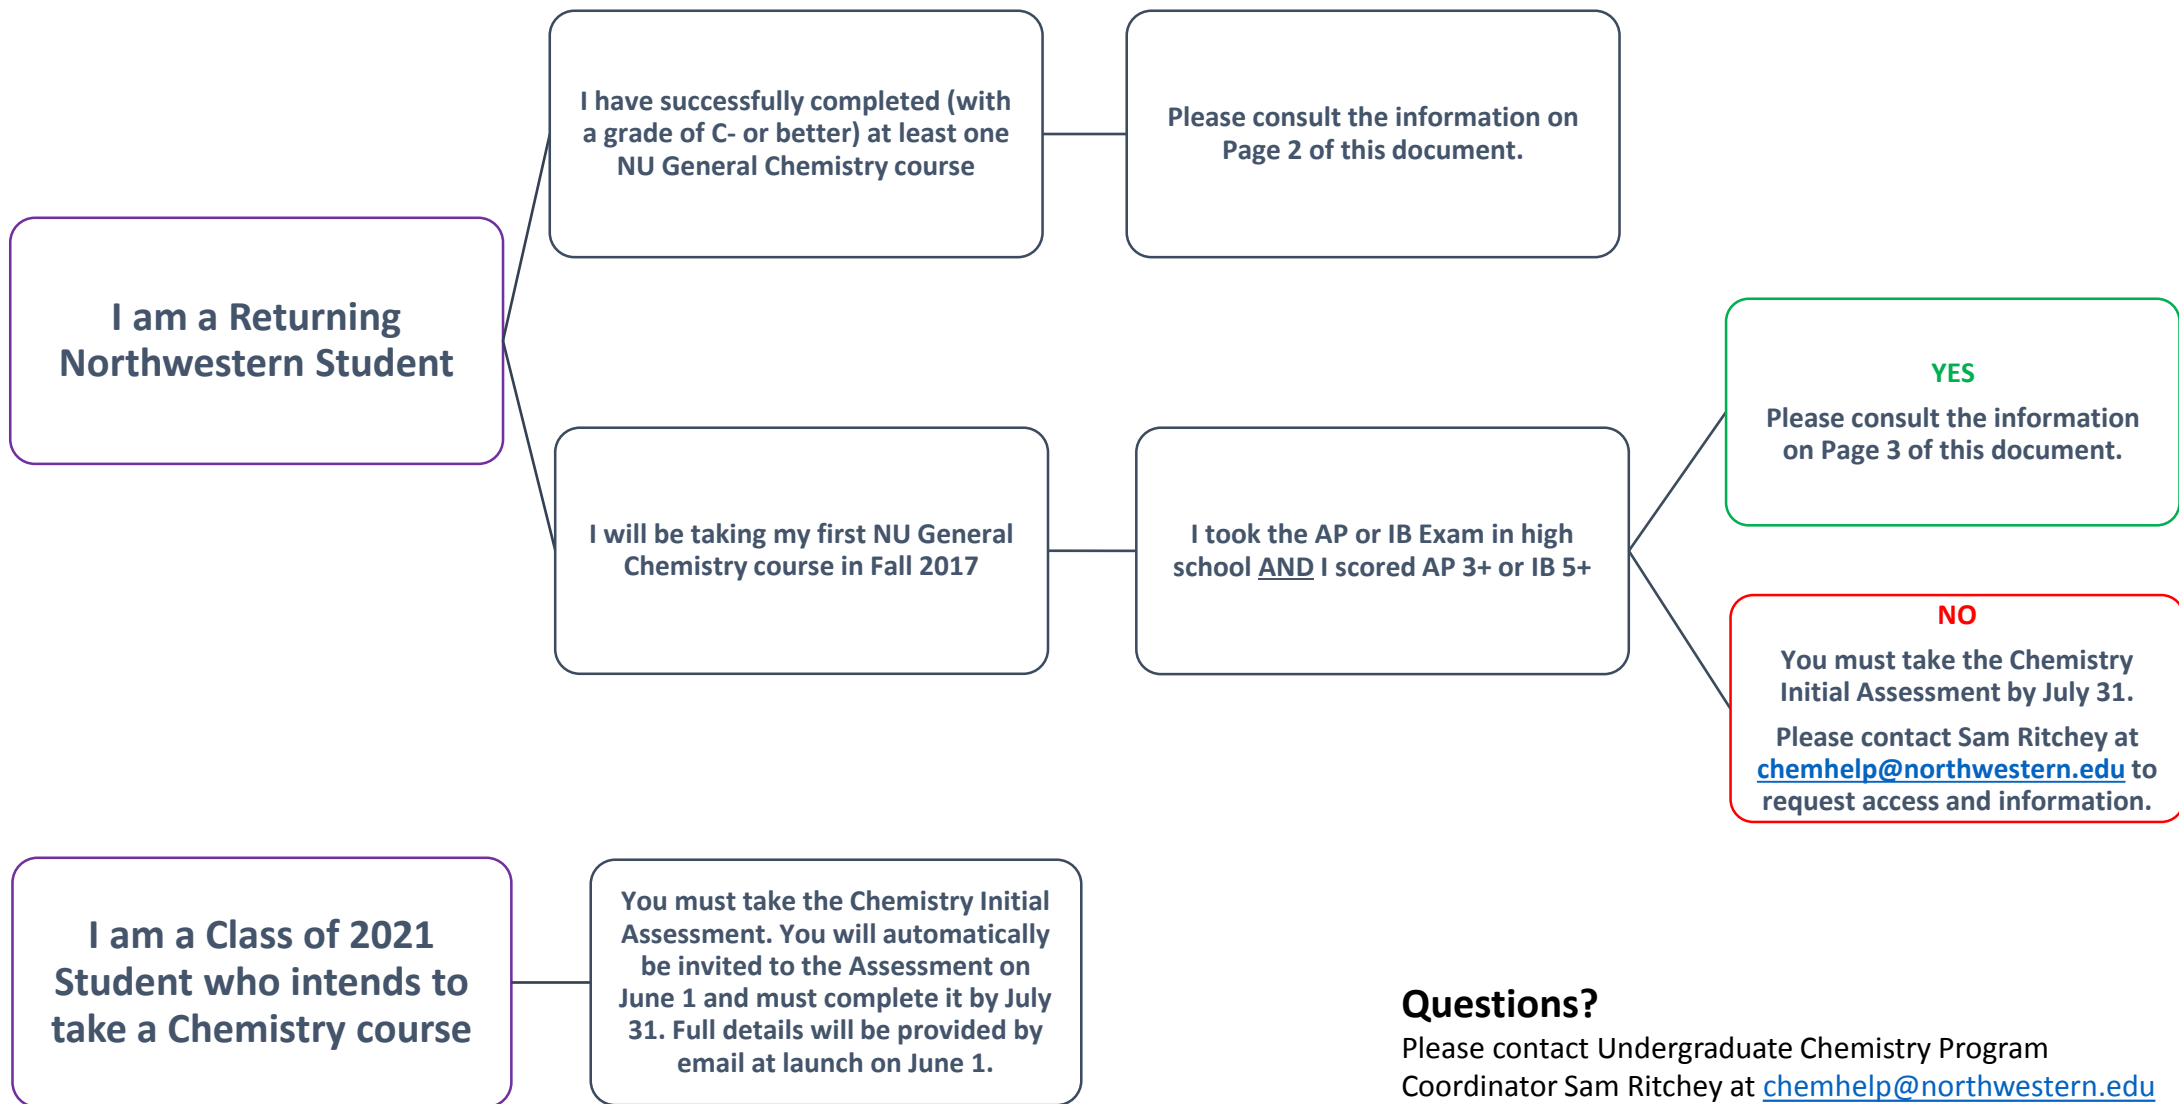 I have successfully completed (with
a grade of C- or better) at least one
NU General Chemistry course
Please consult the information on
Page 2 of this document.
I am a Returning
Northwestern Student
YES
Please consult the information
on Page 3 of this document.
I will be taking my first NU General
Chemistry course in Fall 2017
I took the AP or IB Exam in high
school AND I scored AP 3+ or IB 5+
NO
You must take the Chemistry
Initial Assessment by July 31.
Please contact Sam Ritchey at
chemhelp@northwestern.edu to
request access and information.
I am a Class of 2021
Student who intends to
take a Chemistry course
You must take the Chemistry Initial
Assessment. You will automatically
be invited to the Assessment on
June 1 and must complete it by July
31. Full details will be provided by
email at launch on June 1.
Questions?
Please contact Undergraduate Chemistry Program
Coordinator Sam Ritchey at chemhelp@northwestern.edu